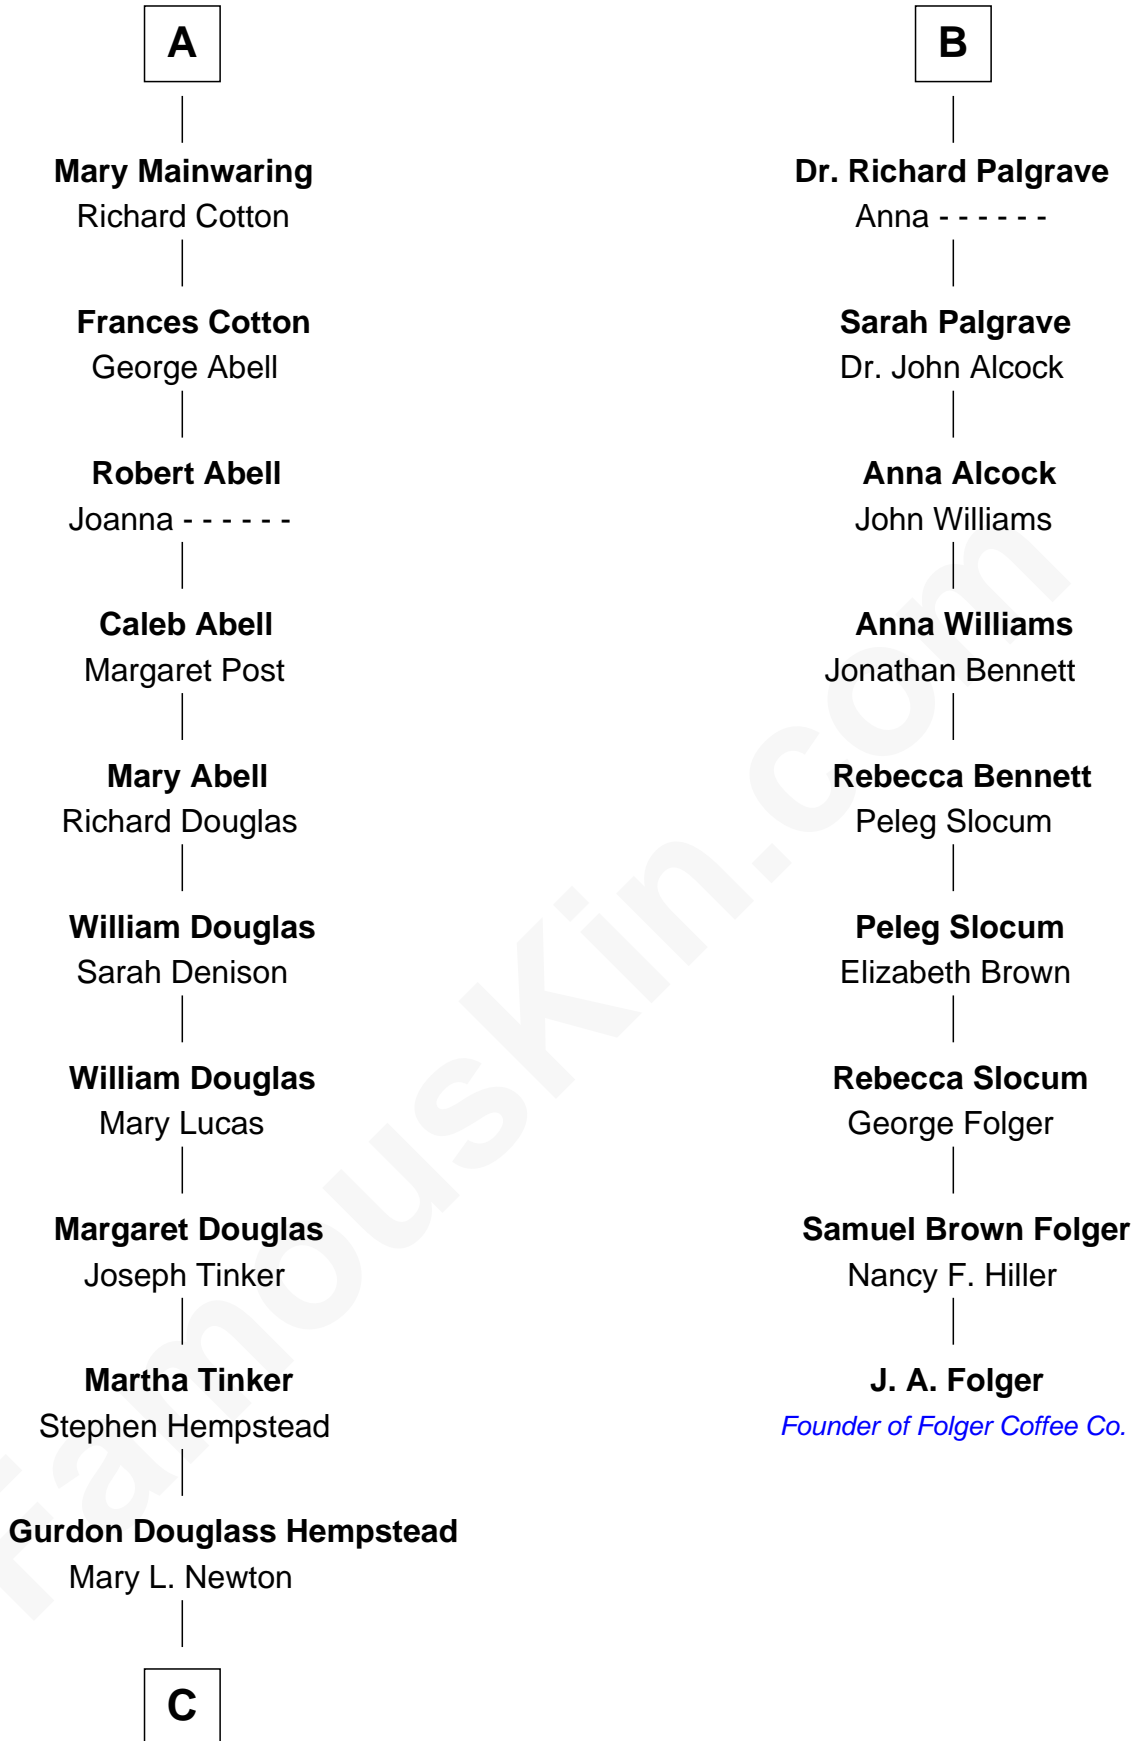 A
Mary Mainwaring
Richard Cotton
Frances Cotton
George Abell
Robert Abell
Joanna - - - - - -
Caleb Abell
Margaret Post
Mary Abell
Richard Douglas
William Douglas
Sarah Denison
William Douglas
Mary Lucas
Margaret Douglas
Joseph Tinker
Martha Tinker
Stephen Hempstead
Gurdon Douglass Hempstead
Mary L. Newton
C
B
Dr. Richard Palgrave
Anna - - - - - -
Sarah Palgrave
Dr. John Alcock
Anna Alcock
John Williams
Anna Williams
Jonathan Bennett
Rebecca Bennett
Peleg Slocum
Peleg Slocum
Elizabeth Brown
Rebecca Slocum
George Folger
Samuel Brown Folger
Nancy F. Hiller
J. A. Folger
Founder of Folger Coffee Co.
FamousKin.com